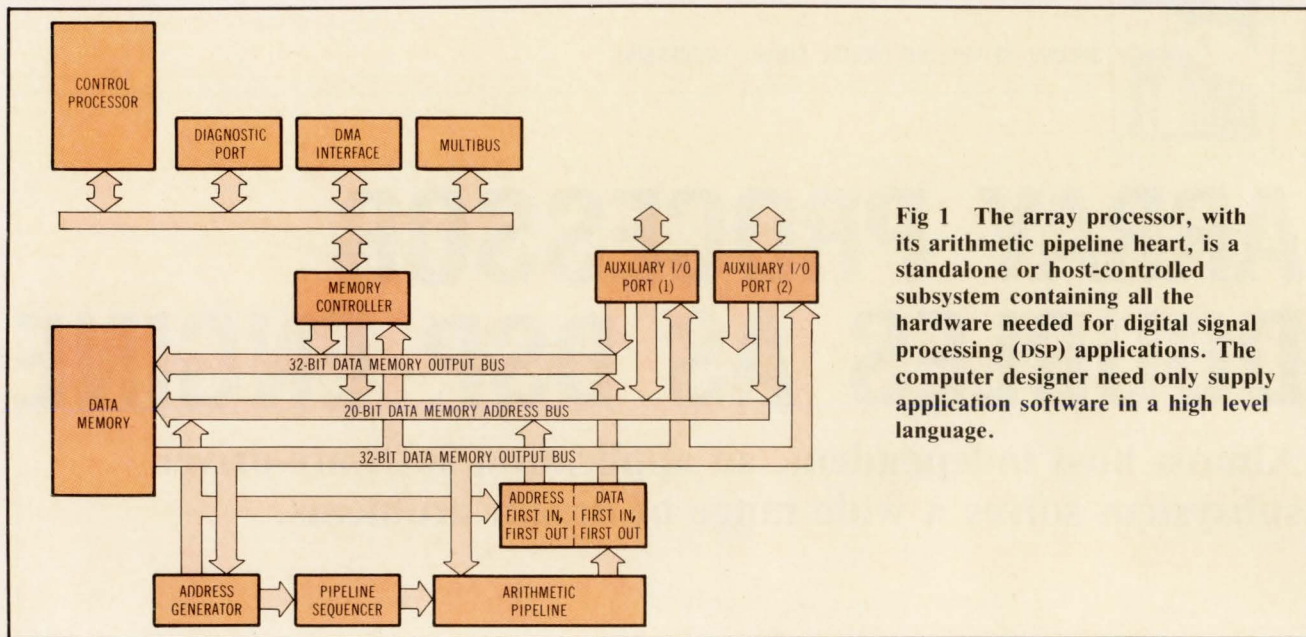 CONTROL
PROCESSOR
DIAGNOSTIC
PORT
DMA
INTERFACE
MULTIBUS
MEMORY
CONTROLLER
AUXILIARY I/O
PORT (1)
AUXILIARY I/O
PORT (2)
32-BIT DATA MEMORY OUTPUT BUS
DATA
MEMORY
20-BIT DATA MEMORY ADDRESS BUS
32-BIT DATA MEMORY OUTPUT BUS
ADDRESS
FIRST IN,
FIRST OUT
DATA
FIRST IN,
FIRST OUT
ADDRESS
GENERATOR
PIPELINE
SEQUENCER
ARITHMETIC
PIPELINE
Fig 1 The array processor, with
its arithmetic pipeline heart, is a
standalone or host-controlled
subsystem containing all the
hardware needed for digital signal
processing (DSP) applications. The
computer designer need only supply
application software in a high level
language.